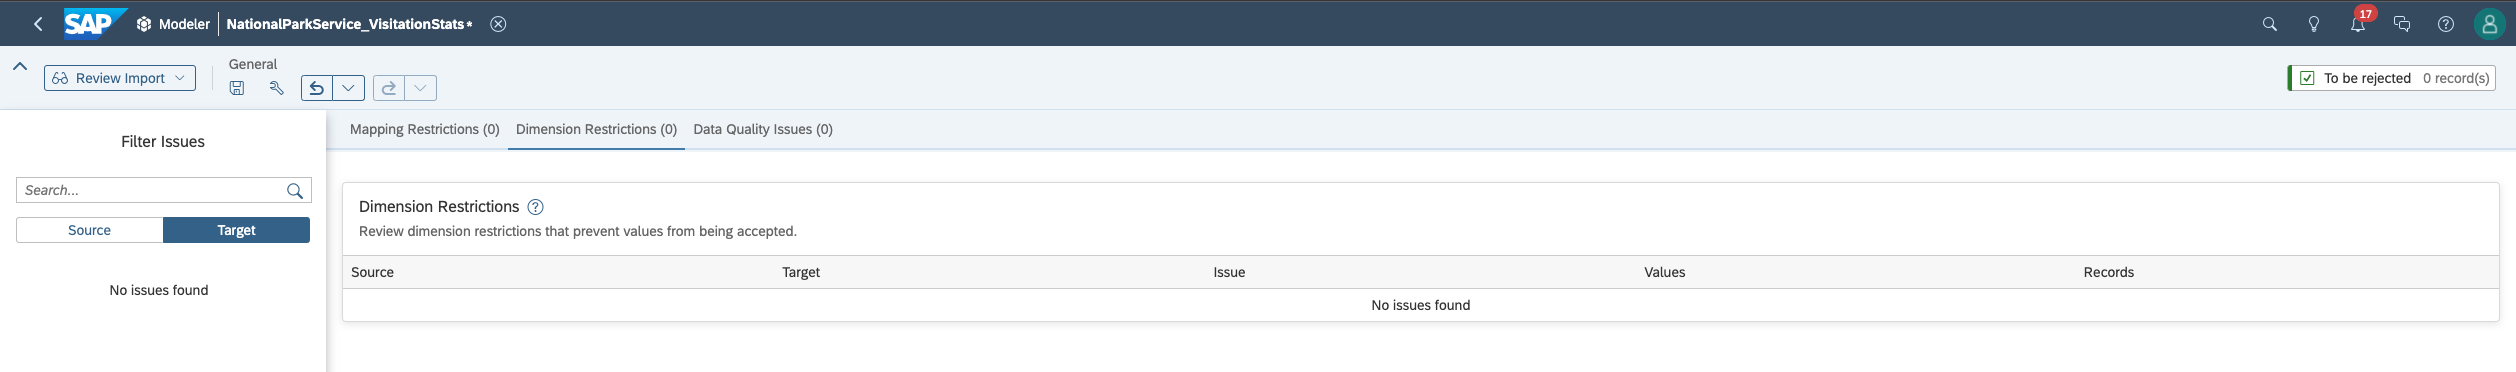 SAP Modeler NationalParkService_VisitationStats* 17
Review Import General To be rejected 0 record(s)
Filter Issues
Search...
Source Target
No issues found
Mapping Restrictions (0) Dimension Restrictions (0) Data Quality Issues (0)
Dimension Restrictions ?
Review dimension restrictions that prevent values from being accepted.
Source Target Issue Values Records
No issues found